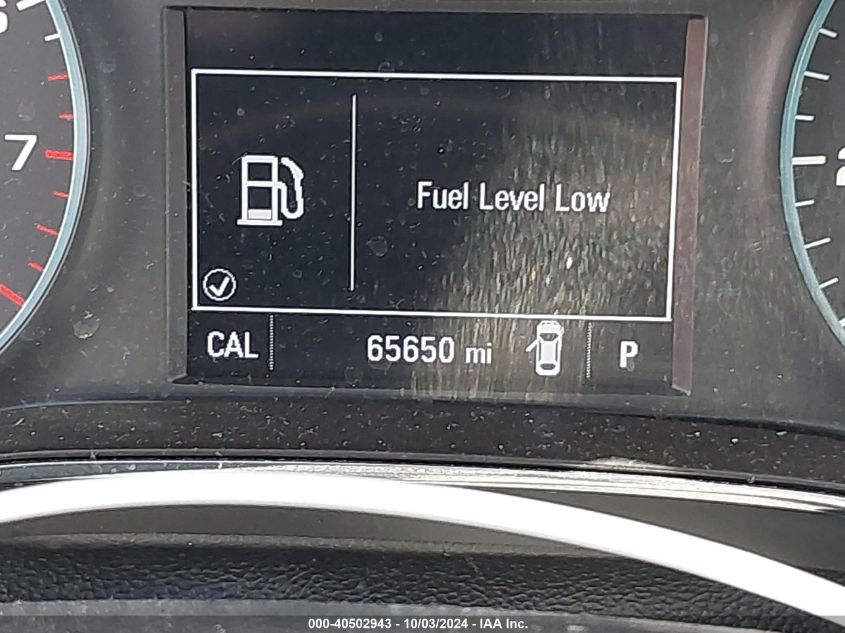 7
Fuel Level Low
CAL 65650 mi P
000-40502943 - 10/03/2024 - IAA Inc.